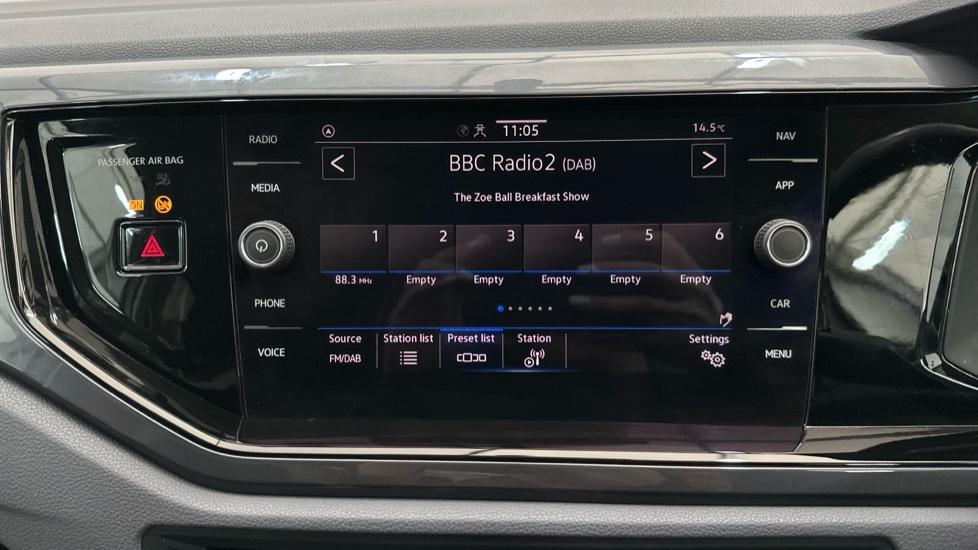 PASSENGER AIR BAG
ON
RADIO
MEDIA
PHONE
VOICE
11:05
14.5°C
<
BBC Radio2 (DAB)
>
The Zoe Ball Breakfast Show
1 2 3 4 5 6
88.3 MHz Empty Empty Empty Empty Empty
Source Station list Preset list Station Settings
FM/DAB
NAV
APP
CAR
MENU